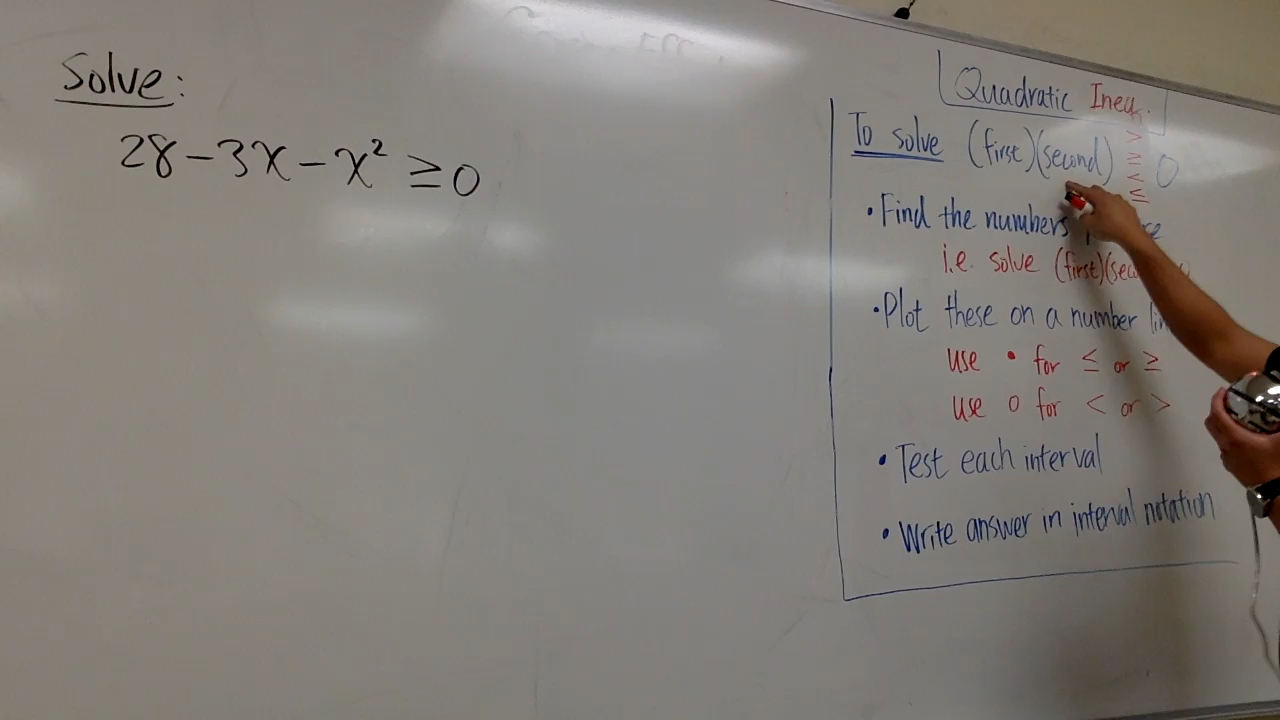 Solve:
28-3x-x² ≥0
Quadratic Ineq.
To solve (first)(second) > ≥ < ≤ 0
• Find the numbers
i.e. solve (first)
• Plot these on a number
use • for ≤ or ≥
use o for < or >
• Test each interval
• Write answer in interval notation